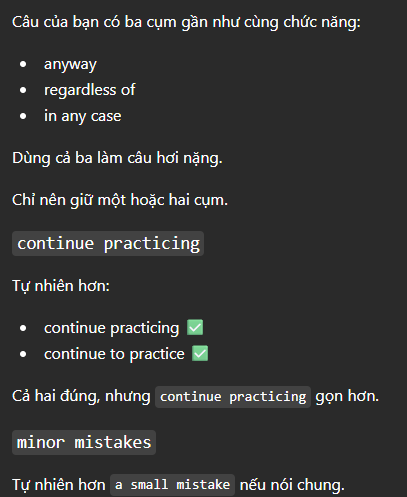 Câu của bạn có ba cụm gần như cùng chức năng:
• anyway
• regardless of
• in any case
Dùng cả ba làm câu hơi nặng.
Chỉ nên giữ một hoặc hai cụm.
continue practicing
Tự nhiên hơn:
• continue practicing ✅
• continue to practice ✅
Cả hai đúng, nhưng continue practicing gọn hơn.
minor mistakes
Tự nhiên hơn a small mistake nếu nói chung.